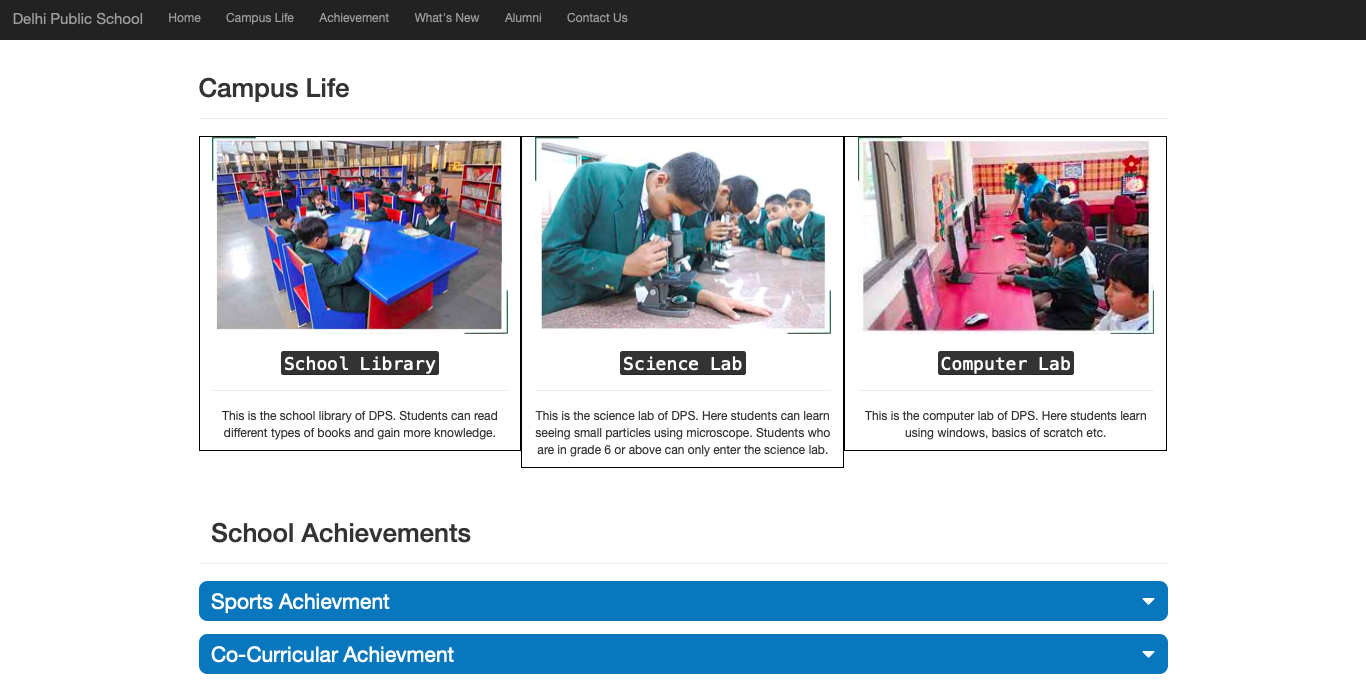 Delhi Public School Home Campus Life Achievement What's New Alumni Contact Us
Campus Life
School Library
This is the school library of DPS. Students can read
different types of books and gain more knowledge.
Science Lab
This is the science lab of DPS. Here students can learn
seeing small particles using microscope. Students who
are in grade 6 or above can only enter the science lab.
Computer Lab
This is the computer lab of DPS. Here students learn
using windows, basics of scratch etc.
School Achievements
Sports Achievment
Co-Curricular Achievment